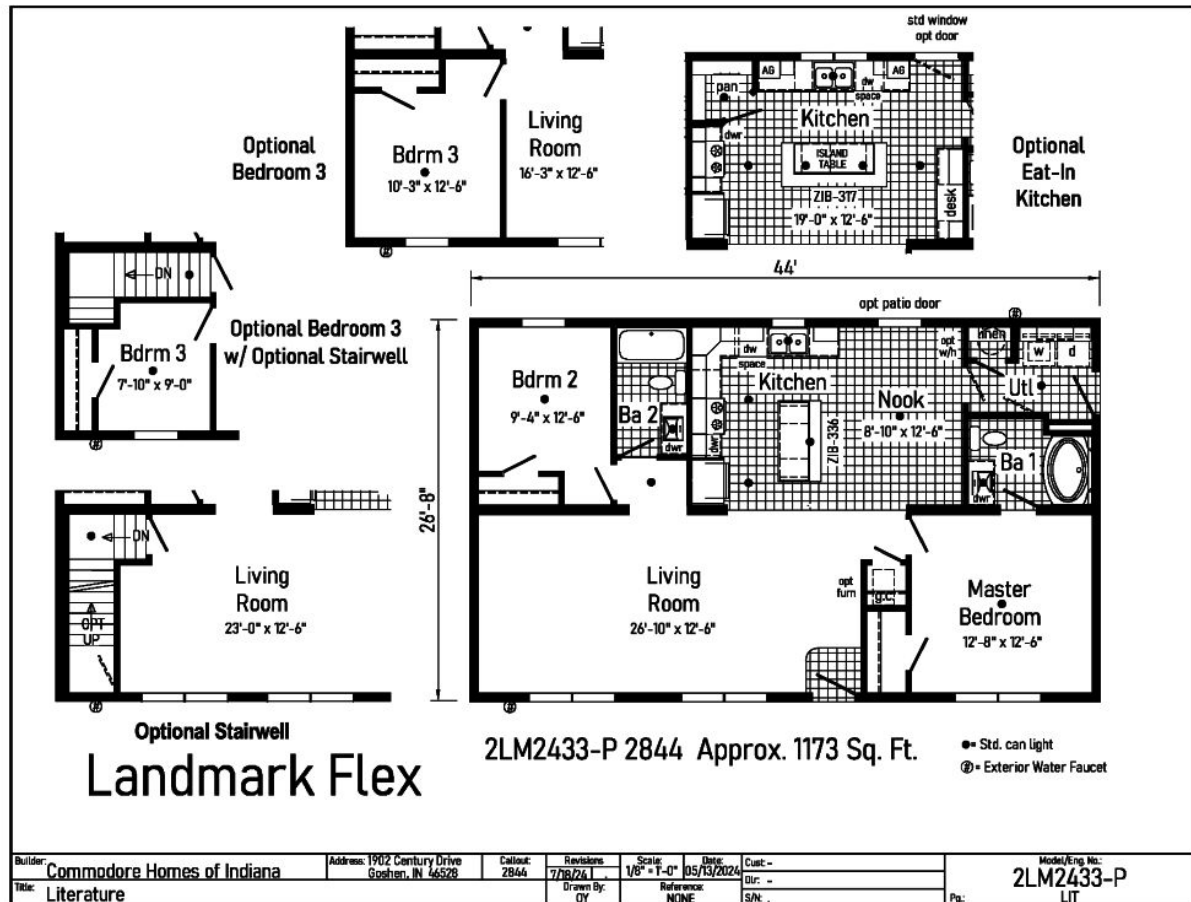 std window
opt door
AG
AG
dw
space
pan
Kitchen
dwr
ISLAND
TABLE
ZIB-317
19'-0" x 12'-6"
desk
Optional
Eat-In
Kitchen
Optional
Bedroom 3
Bdrm 3
10'-3" x 12'-6"
Living
Room
16'-3" x 12'-6"
DN
Bdrm 3
7'-10" x 9'-0"
Optional Bedroom 3
w/ Optional Stairwell
44'
opt patio door
26'-8"
Bdrm 2
9'-4" x 12'-6"
Ba 2
dwr
dw
space
Kitchen
dwr
ZIB-336
Nook
8'-10" x 12'-6"
opt
w/h
linen
w
d
Utl
Ba 1
dwr
DN
OPT
UP
Living
Room
23'-0" x 12'-6"
Living
Room
26'-10" x 12'-6"
opt
furn
g.c.
Master
Bedroom
12'-8" x 12'-6"
Optional Stairwell
Landmark Flex
2LM2433-P 2844 Approx. 1173 Sq. Ft.
= Std. can light
= Exterior Water Faucet
Builder: Commodore Homes of Indiana
Address: 1902 Century Drive
Goshen, IN 46528
Callout:
2844
Revisions
7/18/24
Scale:
1/8" = 1'-0"
Date:
05/13/2024
Cust -
Dlr: -
S/N: .
Model/Eng. No.:
2LM2433-P
Title: Literature
Drawn By:
OY
Reference:
NONE
Pg.: LIT